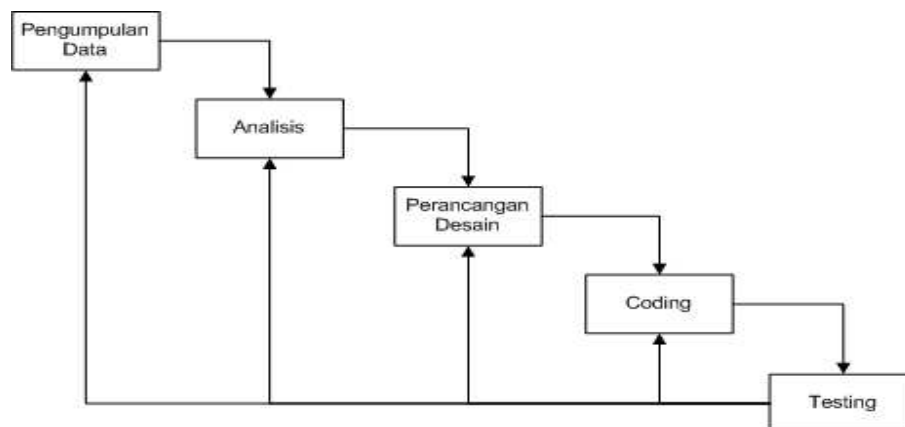 Pengumpulan
Data
Analisis
Perancangan
Desain
Coding
Testing